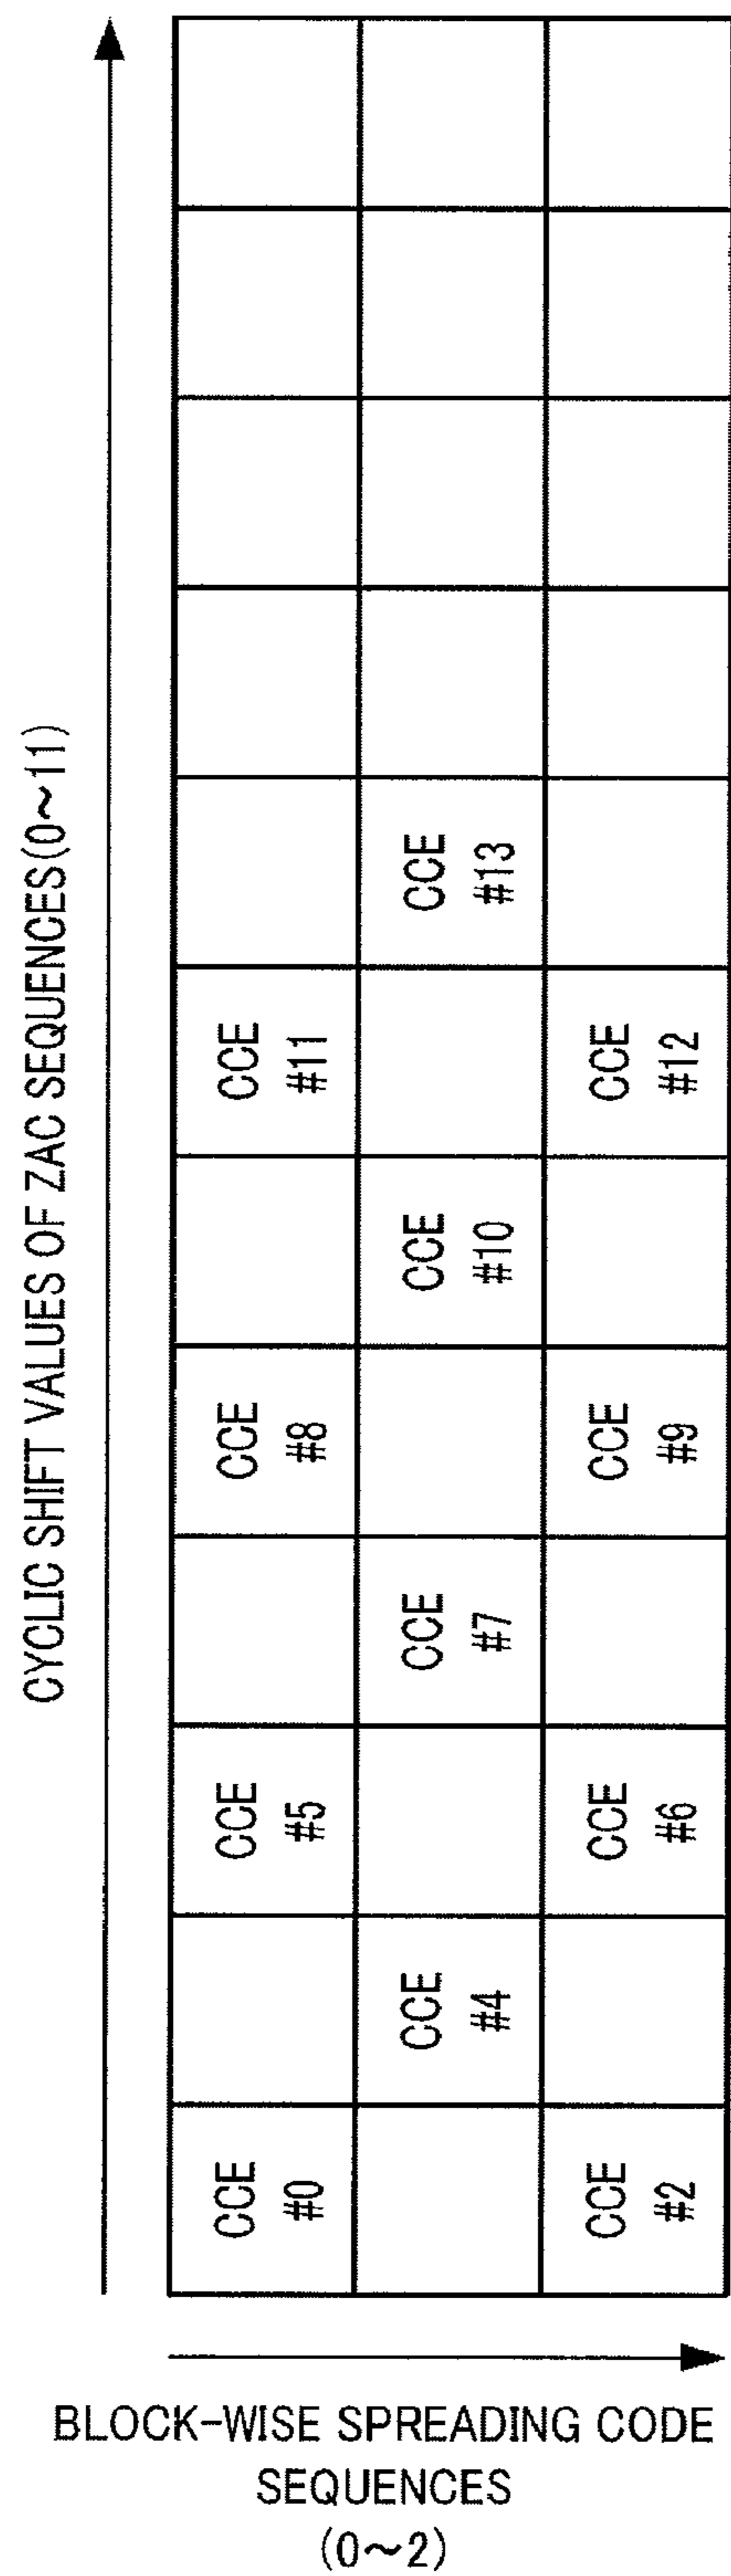 CYCLIC SHIFT VALUES OF ZAC SEQUENCES(0~11)
CCE
#13
CCE
#11
CCE
#12
CCE
#10
CCE
#8
CCE
#9
CCE
#7
CCE
#5
CCE
#6
CCE
#4
CCE
#0
CCE
#2
BLOCK-WISE SPREADING CODE
SEQUENCES
(0~2)